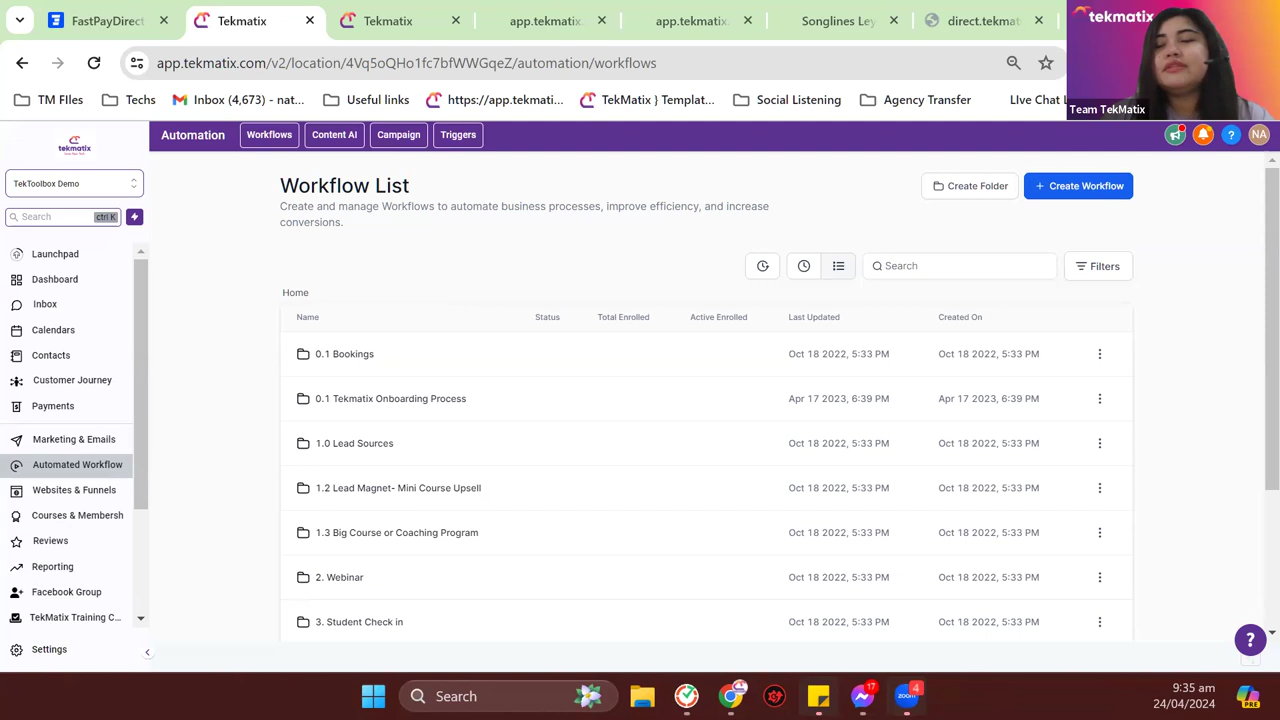 FastPayDirect
Tekmatix
Tekmatix
app.tekmatix.
app.tekmatix.
Songlines Ley
direct.tekmat
tekmatix
app.tekmatix.com/v2/location/4Vq5oQHo1fc7bfWWGqeZ/automation/workflows
TM FIles
Techs
Inbox (4,673) - nat...
Useful links
https://app.tekmati...
TekMatix } Templat...
Social Listening
Agency Transfer
LIve Chat L
Team TekMatix
Automation
Workflows
Content AI
Campaign
Triggers
NA
tekmatix
TekToolbox Demo
Search
ctrl K
Launchpad
Dashboard
Inbox
Calendars
Contacts
Customer Journey
Payments
Marketing & Emails
Automated Workflow
Websites & Funnels
Courses & Membersh
Reviews
Reporting
Facebook Group
TekMatix Training C...
Settings
Workflow List
Create and manage Workflows to automate business processes, improve efficiency, and increase
conversions.
Create Folder
+ Create Workflow
Search
Filters
Home
Name Status Total Enrolled Active Enrolled Last Updated Created On
0.1 Bookings Oct 18 2022, 5:33 PM Oct 18 2022, 5:33 PM
0.1 Tekmatix Onboarding Process Apr 17 2023, 6:39 PM Apr 17 2023, 6:39 PM
1.0 Lead Sources Oct 18 2022, 5:33 PM Oct 18 2022, 5:33 PM
1.2 Lead Magnet- Mini Course Upsell Oct 18 2022, 5:33 PM Oct 18 2022, 5:33 PM
1.3 Big Course or Coaching Program Oct 18 2022, 5:33 PM Oct 18 2022, 5:33 PM
2. Webinar Oct 18 2022, 5:33 PM Oct 18 2022, 5:33 PM
3. Student Check in Oct 18 2022, 5:33 PM Oct 18 2022, 5:33 PM
?
Search
17
zoom
4
9:35 am
24/04/2024
PRE